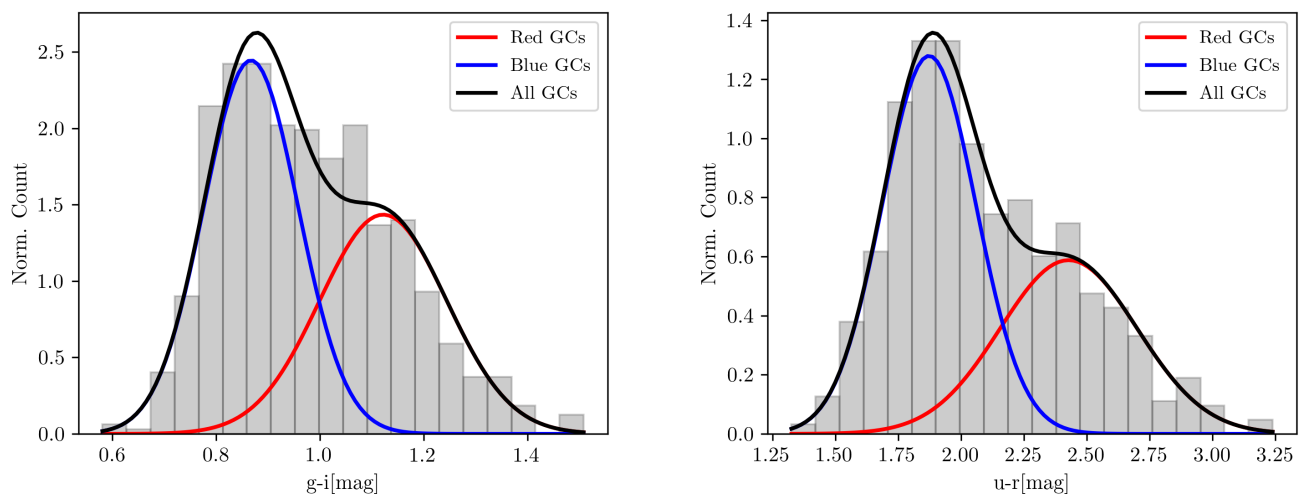 2.5
2.0
1.5
1.0
0.5
0.0
Norm. Count
0.6 0.8 1.0 1.2 1.4
g-i[mag]
Red GCs
Blue GCs
All GCs
1.4
1.2
1.0
0.8
0.6
0.4
0.2
0.0
Norm. Count
1.25 1.50 1.75 2.00 2.25 2.50 2.75 3.00 3.25
u-r[mag]
Red GCs
Blue GCs
All GCs